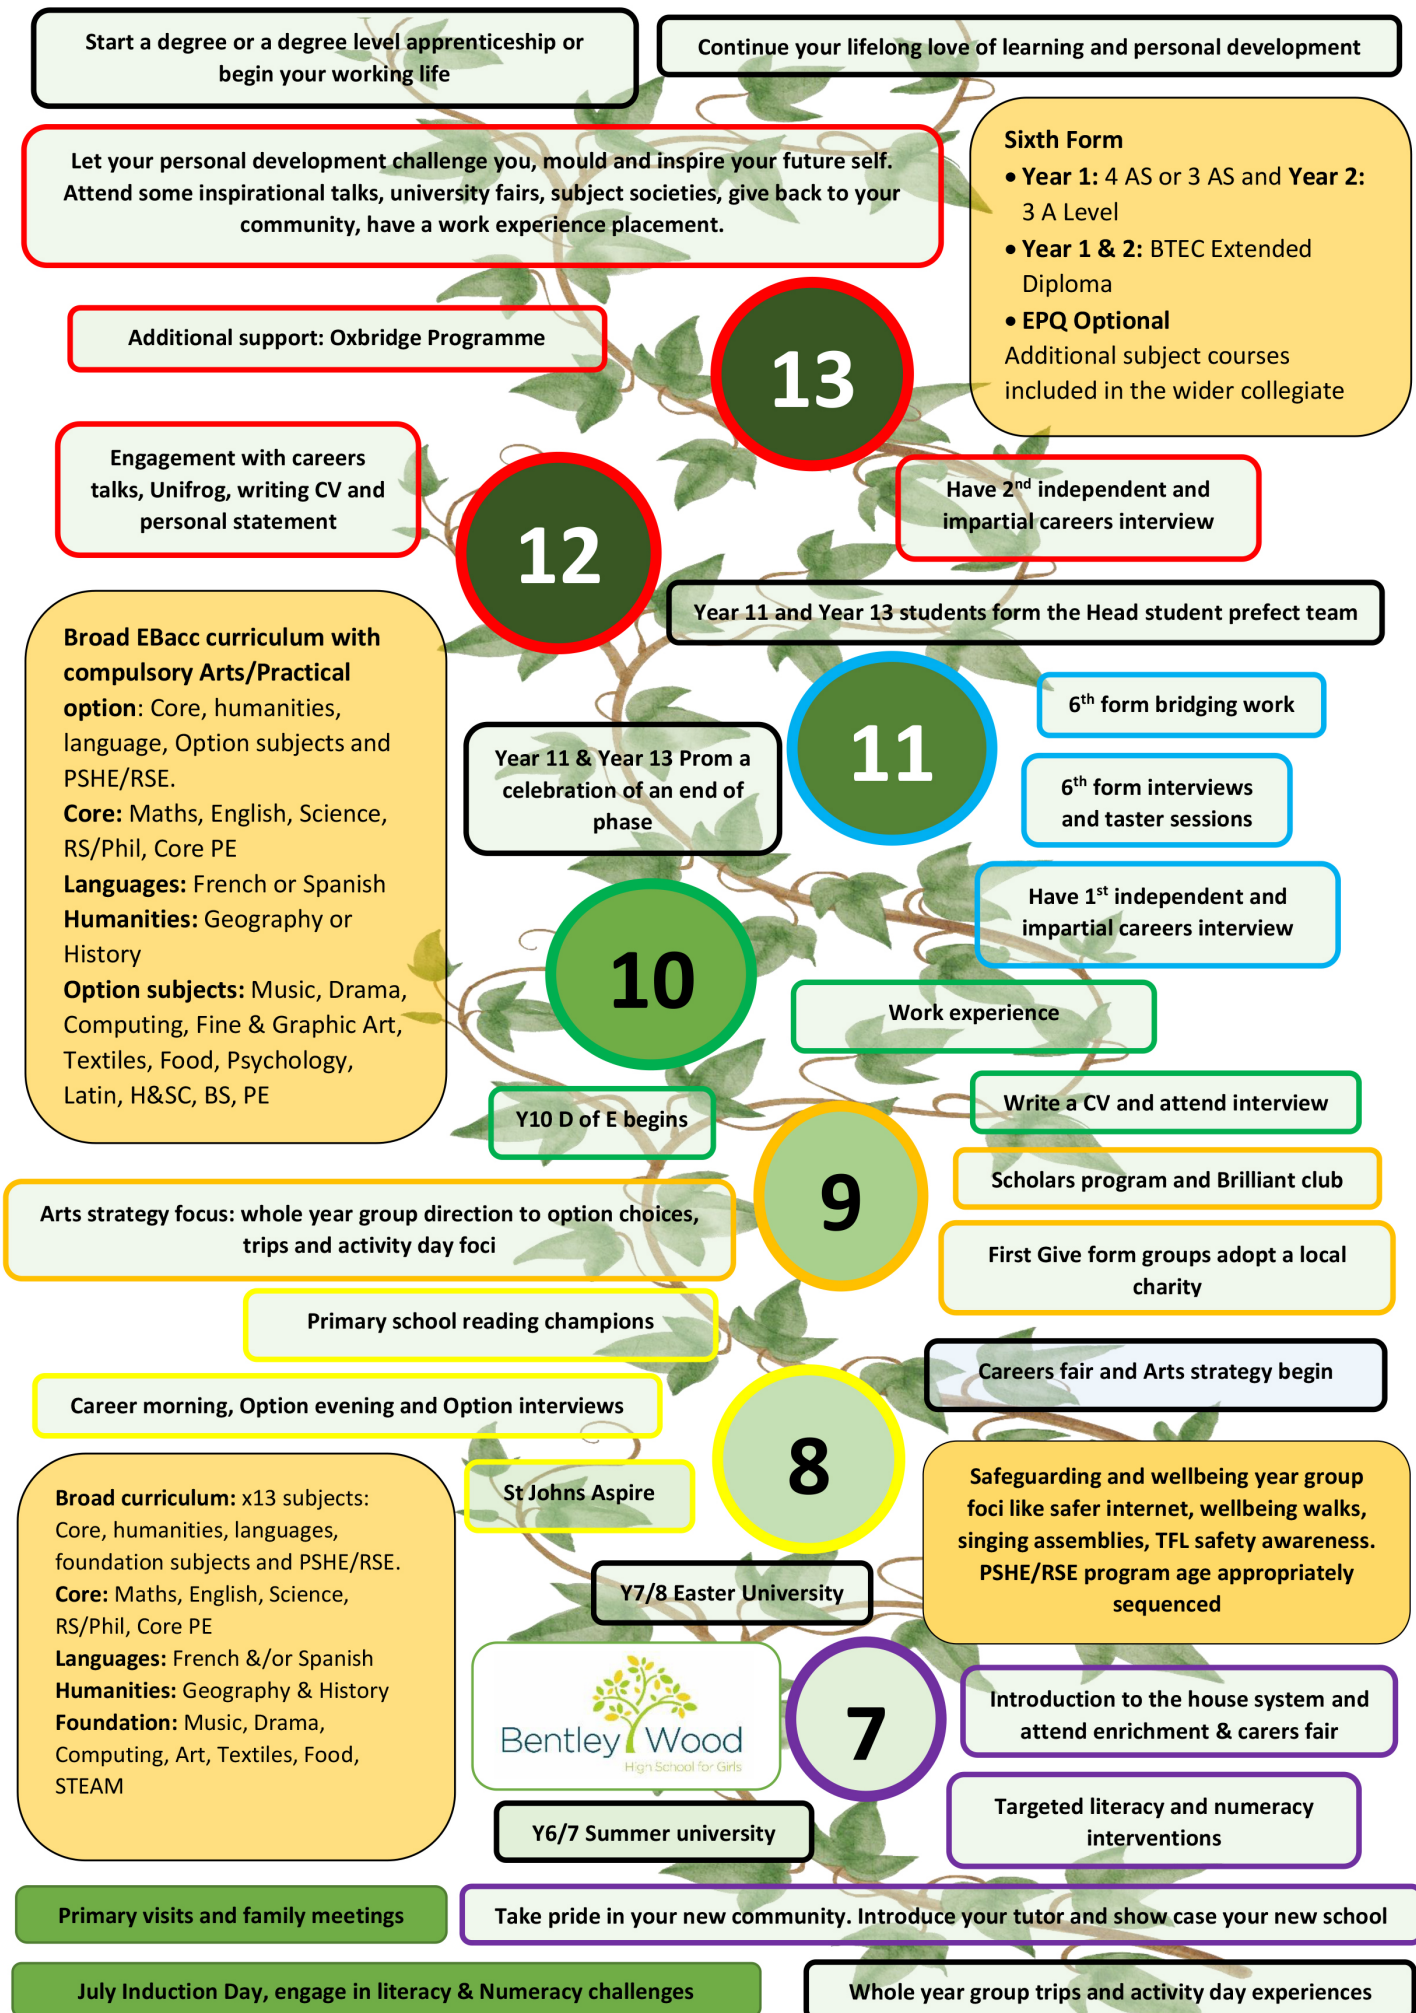 Start a degree or a degree level apprenticeship or
begin your working life
Continue your lifelong love of learning and personal development
Let your personal development challenge you, mould and inspire your future self.
Attend some inspirational talks, university fairs, subject societies, give back to your
community, have a work experience placement.
Sixth Form
• Year 1: 4 AS or 3 AS and Year 2:
3 A Level
• Year 1 & 2: BTEC Extended
Diploma
• EPQ Optional
Additional subject courses
included in the wider collegiate
Additional support: Oxbridge Programme
13
Engagement with careers
talks, Unifrog, writing CV and
personal statement
12
Have 2nd independent and
impartial careers interview
Year 11 and Year 13 students form the Head student prefect team
Broad EBacc curriculum with
compulsory Arts/Practical
option: Core, humanities,
language, Option subjects and
PSHE/RSE.
Core: Maths, English, Science,
RS/Phil, Core PE
Languages: French or Spanish
Humanities: Geography or
History
Option subjects: Music, Drama,
Computing, Fine & Graphic Art,
Textiles, Food, Psychology,
Latin, H&SC, BS, PE
Year 11 & Year 13 Prom a
celebration of an end of
phase
11
6th form bridging work
6th form interviews
and taster sessions
Have 1st independent and
impartial careers interview
10
Work experience
Y10 D of E begins
Write a CV and attend interview
9
Scholars program and Brilliant club
Arts strategy focus: whole year group direction to option choices,
trips and activity day foci
First Give form groups adopt a local
charity
Primary school reading champions
Careers fair and Arts strategy begin
Career morning, Option evening and Option interviews
8
St Johns Aspire
Safeguarding and wellbeing year group
foci like safer internet, wellbeing walks,
singing assemblies, TFL safety awareness.
PSHE/RSE program age appropriately
sequenced
Broad curriculum: x13 subjects:
Core, humanities, languages,
foundation subjects and PSHE/RSE.
Core: Maths, English, Science,
RS/Phil, Core PE
Languages: French &/or Spanish
Humanities: Geography & History
Foundation: Music, Drama,
Computing, Art, Textiles, Food,
STEAM
Y7/8 Easter University
Bentley Wood
High School for Girls
7
Introduction to the house system and
attend enrichment & carers fair
Targeted literacy and numeracy
interventions
Y6/7 Summer university
Primary visits and family meetings
Take pride in your new community. Introduce your tutor and show case your new school
July Induction Day, engage in literacy & Numeracy challenges
Whole year group trips and activity day experiences